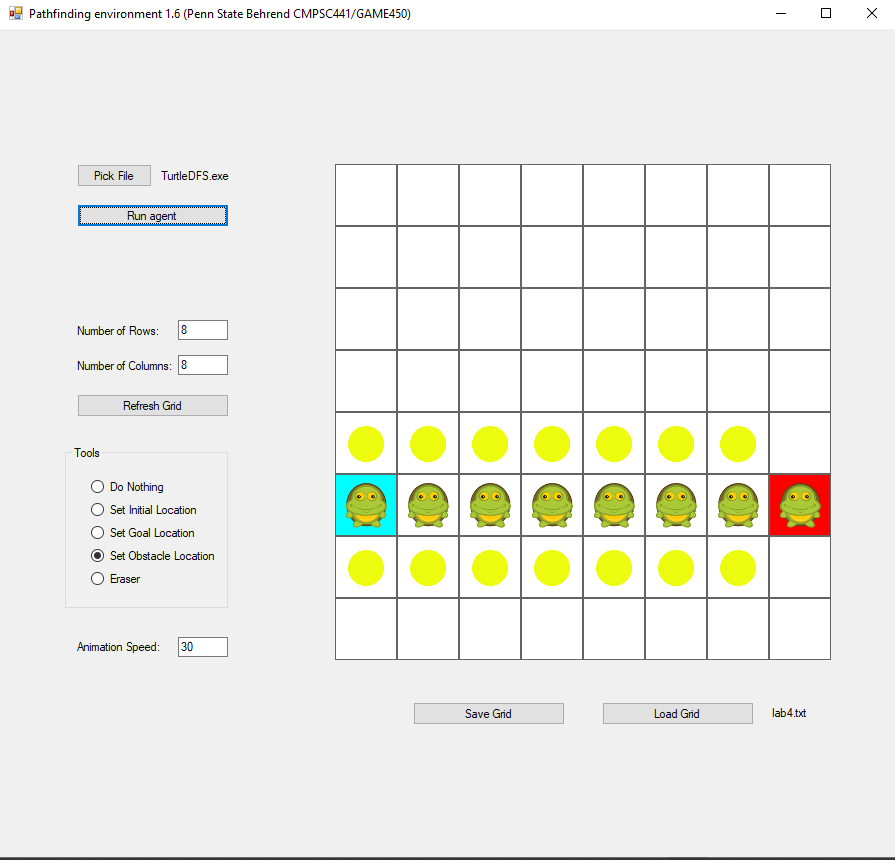 Pathfinding environment 1.6 (Penn State Behrend CMPSC441/GAME450)
Pick File TurtleDFS.exe
Run agent
Number of Rows: 8
Number of Columns: 8
Refresh Grid
Tools
Do Nothing
Set Initial Location
Set Goal Location
Set Obstacle Location
Eraser
Animation Speed: 30
Save Grid Load Grid lab4.txt